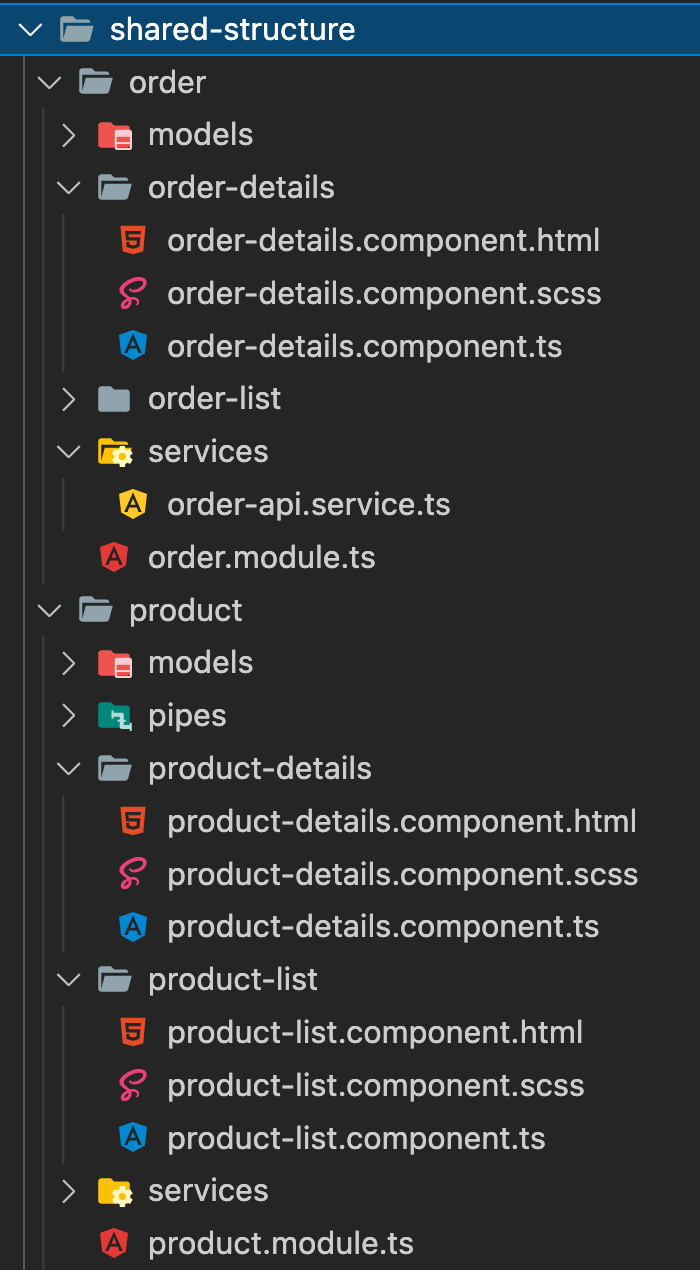 shared-structure
order
models
order-details
order-details.component.html
order-details.component.scss
order-details.component.ts
order-list
services
order-api.service.ts
order.module.ts
product
models
pipes
product-details
product-details.component.html
product-details.component.scss
product-details.component.ts
product-list
product-list.component.html
product-list.component.scss
product-list.component.ts
services
product.module.ts